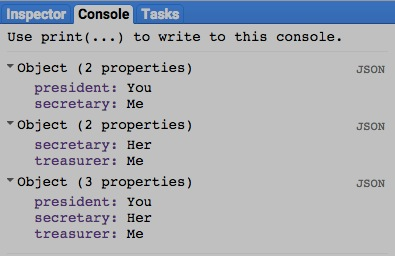 Inspector Console Tasks
Use print(...) to write to this console.
Object (2 properties) JSON
president: You
secretary: Me
Object (2 properties) JSON
secretary: Her
treasurer: Me
Object (3 properties) JSON
president: You
secretary: Her
treasurer: Me